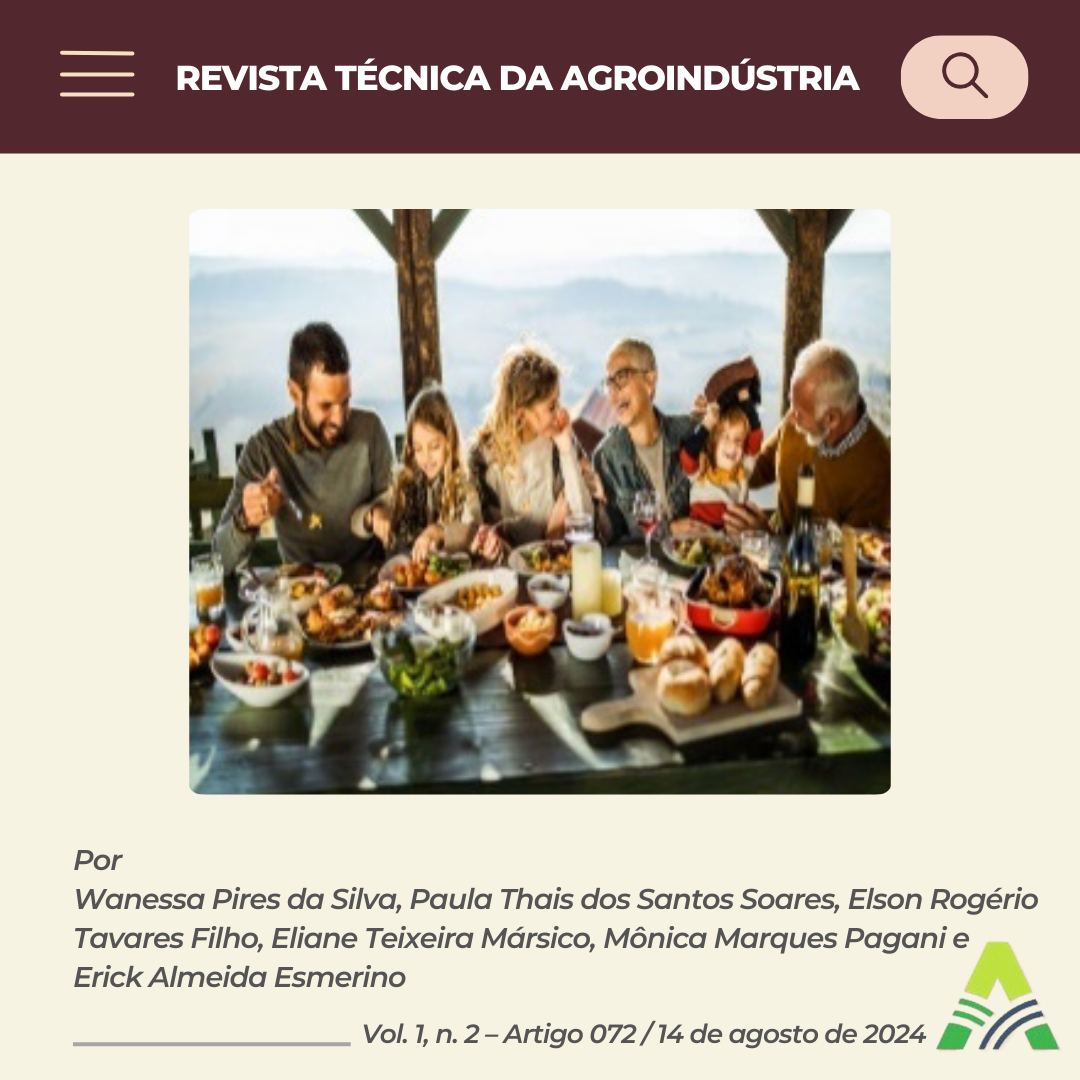 REVISTA TÉCNICA DA AGROINDÚSTRIA
Por
Wanessa Pires da Silva, Paula Thais dos Santos Soares, Elson Rogério
Tavares Filho, Eliane Teixeira Mársico, Mônica Marques Pagani e
Erick Almeida Esmerino
Vol. 1, n. 2 – Artigo 072 / 14 de agosto de 2024